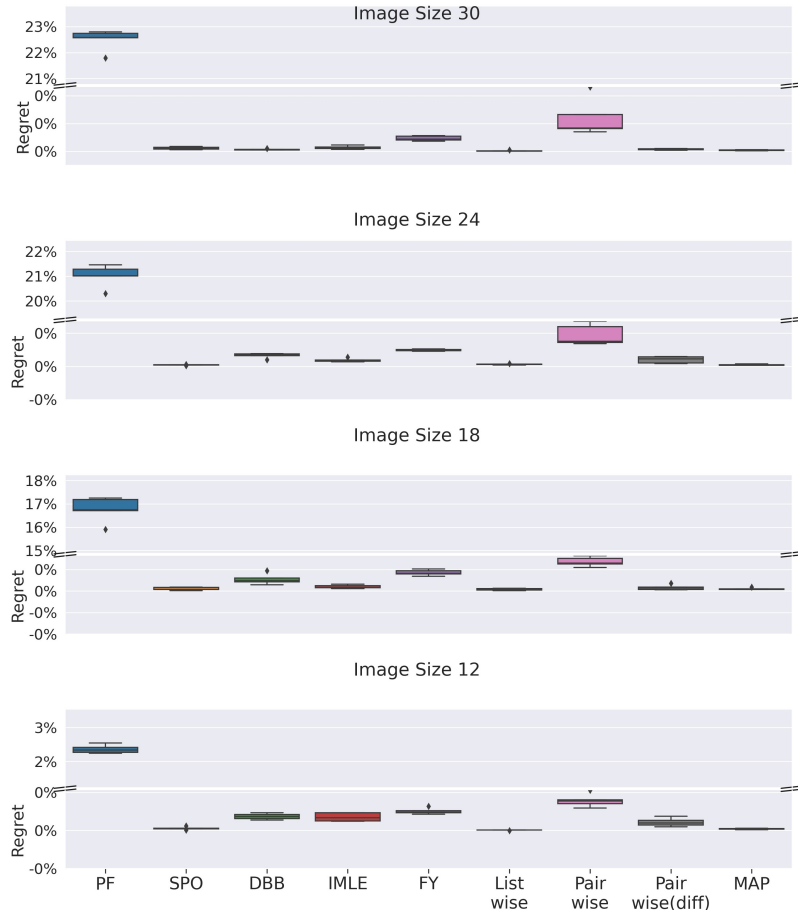 Image Size 30
23%
22%
21%
0%
0%
0%
Regret
Image Size 24
22%
21%
20%
0%
0%
-0%
Regret
Image Size 18
18%
17%
16%
15%
0%
0%
-0%
-0%
Regret
Image Size 12
3%
2%
0%
0%
-0%
Regret
PF SPO DBB IMLE FY List Pair Pair MAP
wise wise wise(diff)